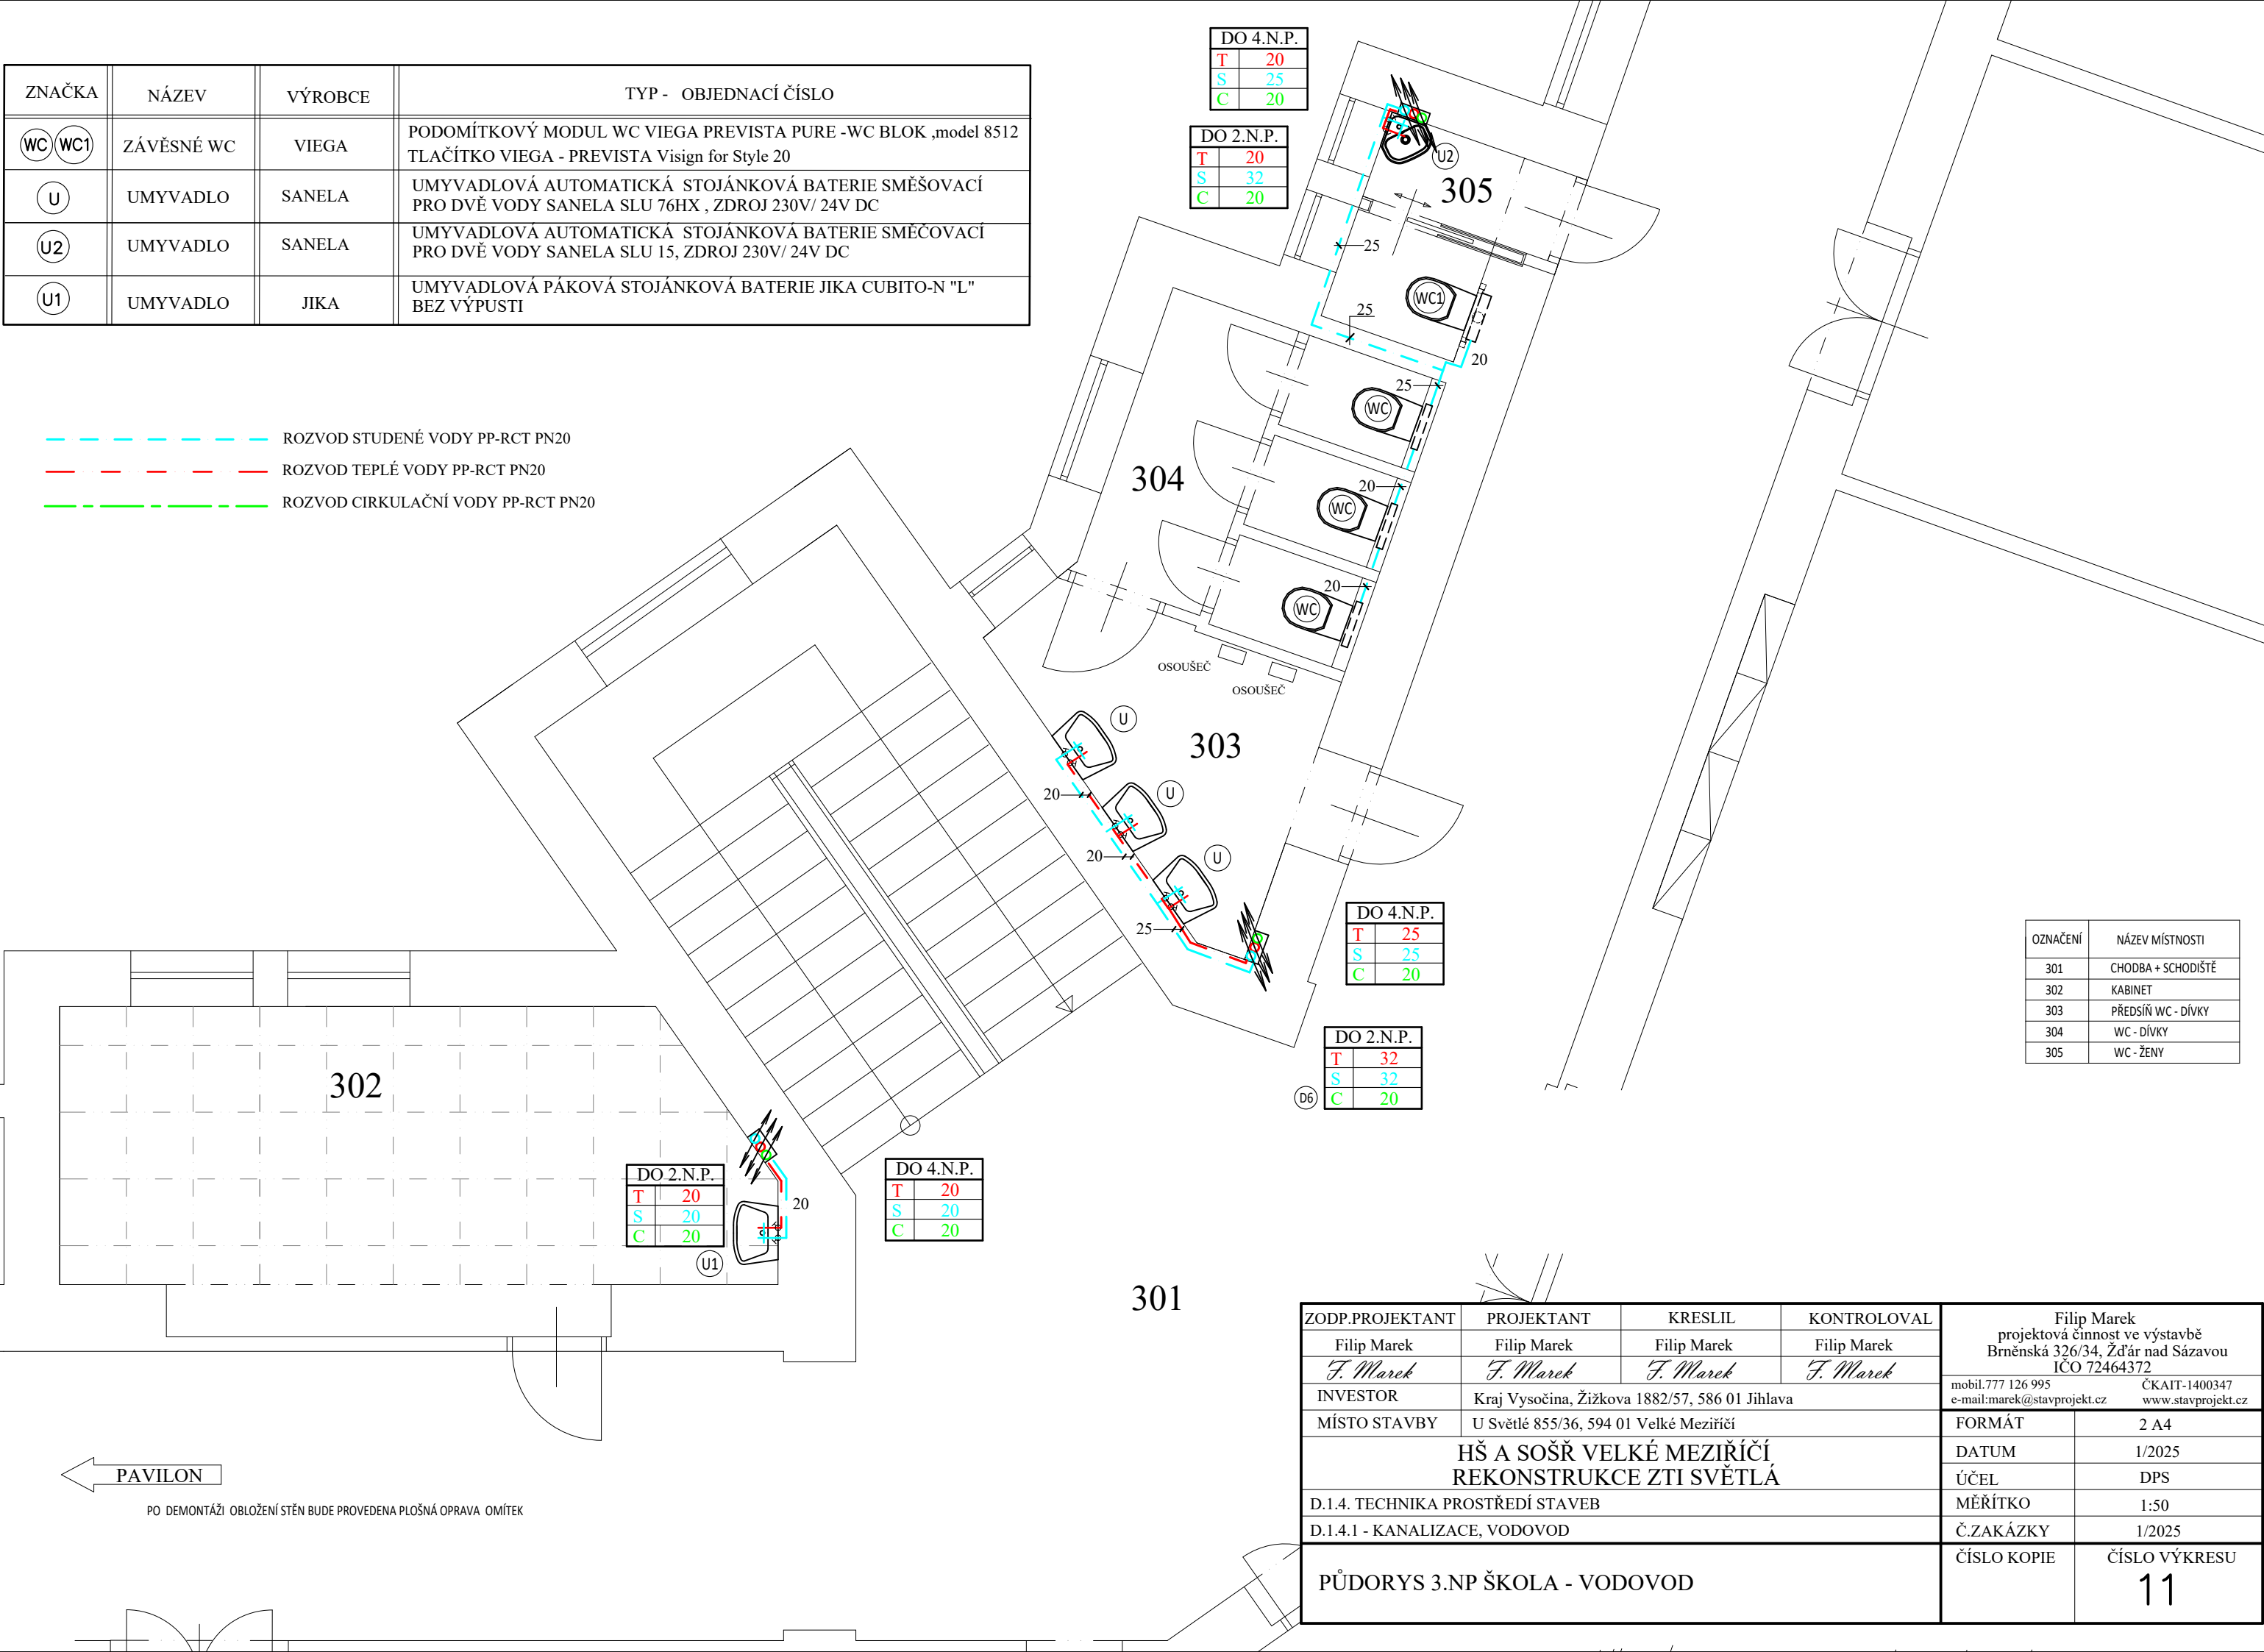 ZNAČKA NÁZEV VÝROBCE TYP - OBJEDNACÍ ČÍSLO
WC WC1 ZÁVĚSNÉ WC VIEGA PODOMÍTKOVÝ MODUL WC VIEGA PREVISTA PURE -WC BLOK ,model 8512
TLAČÍTKO VIEGA - PREVISTA Visign for Style 20
U UMYVADLO SANELA UMYVADLOVÁ AUTOMATICKÁ STOJÁNKOVÁ BATERIE SMĚŠOVACÍ
PRO DVĚ VODY SANELA SLU 76HX , ZDROJ 230V/ 24V DC
U2 UMYVADLO SANELA UMYVADLOVÁ AUTOMATICKÁ STOJÁNKOVÁ BATERIE SMĚČOVACÍ
PRO DVĚ VODY SANELA SLU 15, ZDROJ 230V/ 24V DC
U1 UMYVADLO JIKA UMYVADLOVÁ PÁKOVÁ STOJÁNKOVÁ BATERIE JIKA CUBITO-N "L"
BEZ VÝPUSTI
ROZVOD STUDENÉ VODY PP-RCT PN20
ROZVOD TEPLÉ VODY PP-RCT PN20
ROZVOD CIRKULAČNÍ VODY PP-RCT PN20
DO 4.N.P.
T 20
S 25
C 20
DO 2.N.P.
T 20
S 32
C 20
U2
305
25
WC1
25
20
25
WC
304
20
WC
20
WC
OSOUŠEČ
OSOUŠEČ
U
303
U
20
20
U
25
DO 4.N.P.
T 25
S 25
C 20
DO 2.N.P.
T 32
S 32
C 20
D6
OZNAČENÍ NÁZEV MÍSTNOSTI
301 CHODBA + SCHODIŠTĚ
302 KABINET
303 PŘEDSÍŇ WC - DÍVKY
304 WC - DÍVKY
305 WC - ŽENY
302
DO 2.N.P.
T 20
S 20
C 20
20
U1
DO 4.N.P.
T 20
S 20
C 20
301
PAVILON
PO DEMONTÁŽI OBLOŽENÍ STĚN BUDE PROVEDENA PLOŠNÁ OPRAVA OMÍTEK
ZODP.PROJEKTANT PROJEKTANT KRESLIL KONTROLOVAL
Filip Marek Filip Marek Filip Marek Filip Marek
F. Marek F. Marek F. Marek F. Marek
INVESTOR Kraj Vysočina, Žižkova 1882/57, 586 01 Jihlava
MÍSTO STAVBY U Světlé 855/36, 594 01 Velké Meziříčí
HŠ A SOŠŘ VELKÉ MEZIŘÍČÍ
REKONSTRUKCE ZTI SVĚTLÁ
D.1.4. TECHNIKA PROSTŘEDÍ STAVEB
D.1.4.1 - KANALIZACE, VODOVOD
PŮDORYS 3.NP ŠKOLA - VODOVOD
Filip Marek
projektová činnost ve výstavbě
Brněnská 326/34, Žďár nad Sázavou
IČO 72464372
mobil.777 126 995 ČKAIT-1400347
e-mail:marek@stavprojekt.cz www.stavprojekt.cz
FORMÁT 2 A4
DATUM 1/2025
ÚČEL DPS
MĚŘÍTKO 1:50
Č.ZAKÁZKY 1/2025
ČÍSLO KOPIE ČÍSLO VÝKRESU
11